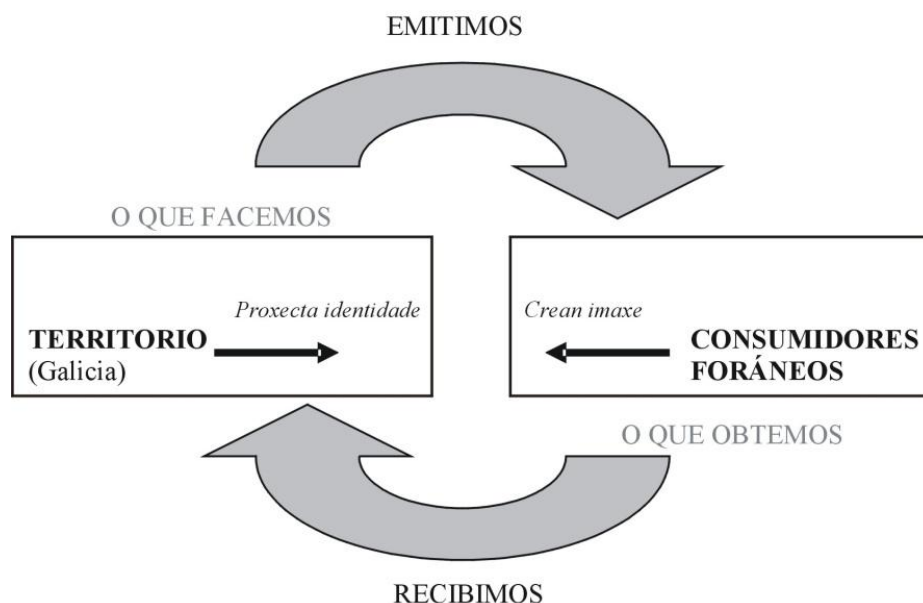 EMITIMOS
O QUE FACEMOS
Proxecta identidade
TERRITORIO
(Galicia)
Crean imaxe
CONSUMIDORES
FORÁNEOS
O QUE OBTEMOS
RECIBIMOS